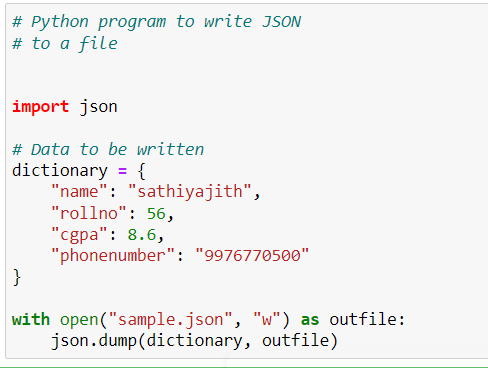 # Python program to write JSON
# to a file
import json
# Data to be written
dictionary = {
    "name": "sathiyajith",
    "rollno": 56,
    "cgpa": 8.6,
    "phonenumber": "9976770500"
}
with open("sample.json", "w") as outfile:
    json.dump(dictionary, outfile)